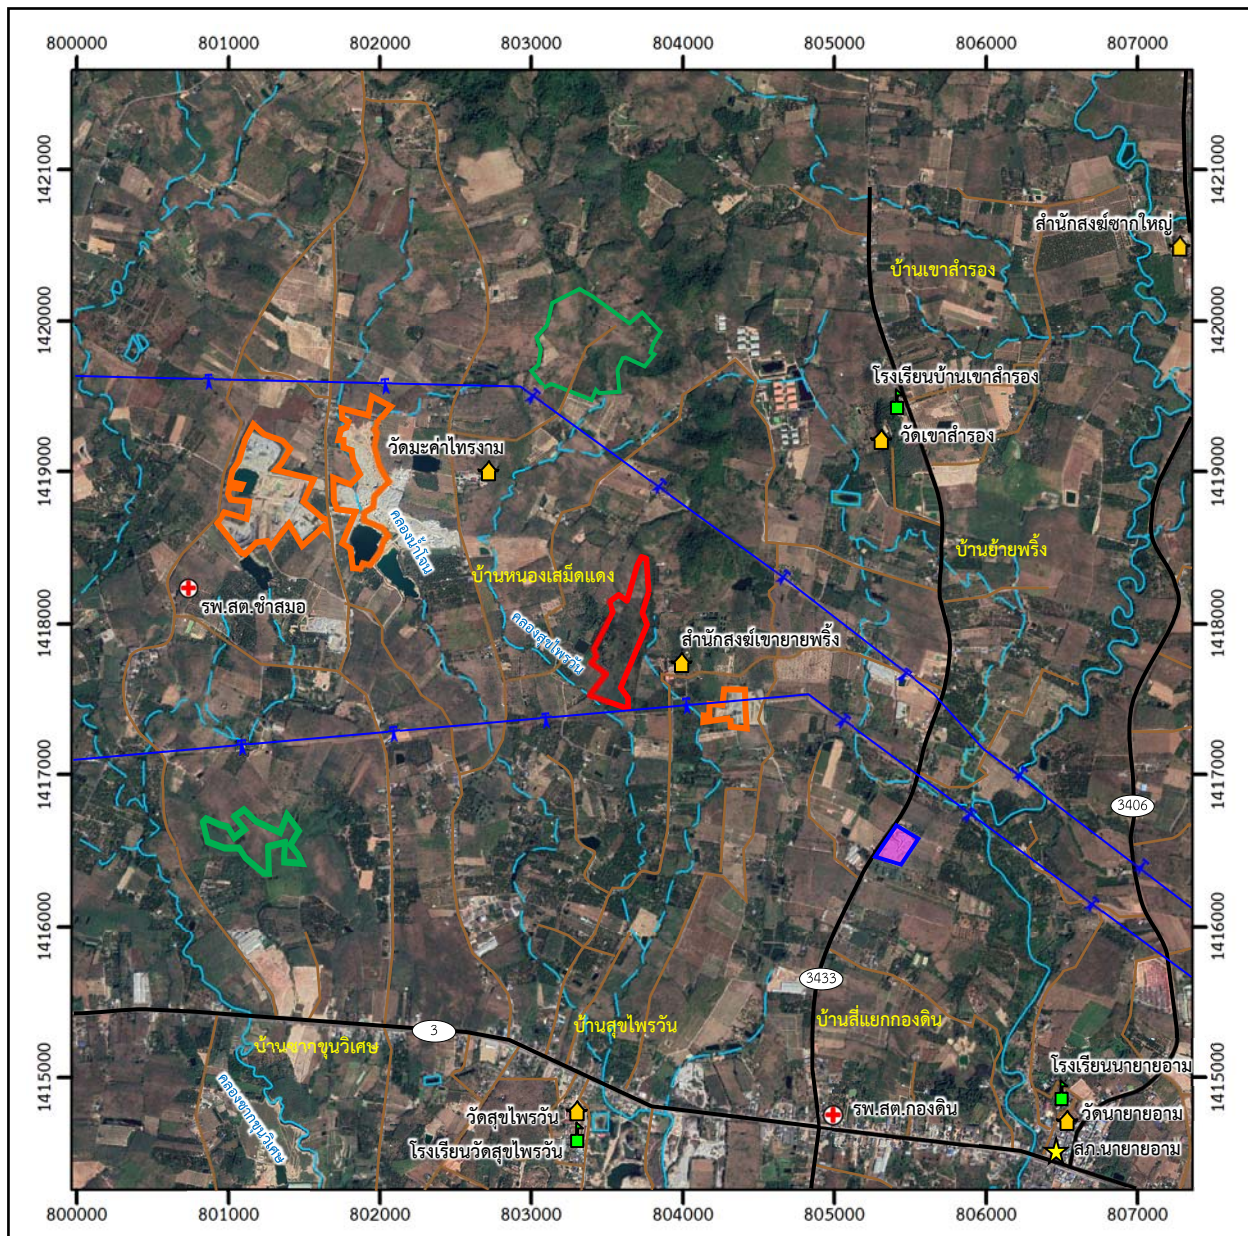 800000 801000 802000 803000 804000 805000 806000 807000
1421000
1421000
สำนักสงฆ์ซากใหญ่
บ้านเขาสำรอง
1420000
1420000
โรงเรียนบ้านเขาสำรอง
วัดเขาสำรอง
วัดมะค่าไทรงาม
1419000
1419000
คลองน้ำโจน
บ้านย้ายพริ้ง
บ้านหนองเสม็ดแดง
รพ.สต.ชำสมอ
1418000
1418000
คลองสุขไพรวัน
สำนักสงฆ์เขายายพริ้ง
1417000
1417000
3406
1416000
1416000
3433
บ้านสี่แยกกองดิน
บ้านสุขไพรวัน
3
บ้านซากขุนวิเศษ
1415000
1415000
โรงเรียนนายายอาม
คลองซากขุนวิเศษ
วัดสุขไพรวัน
รพ.สต.กองดิน
วัดนายายอาม
โรงเรียนวัดสุขไพรวัน
สภ.นายายอาม
800000 801000 802000 803000 804000 805000 806000 807000